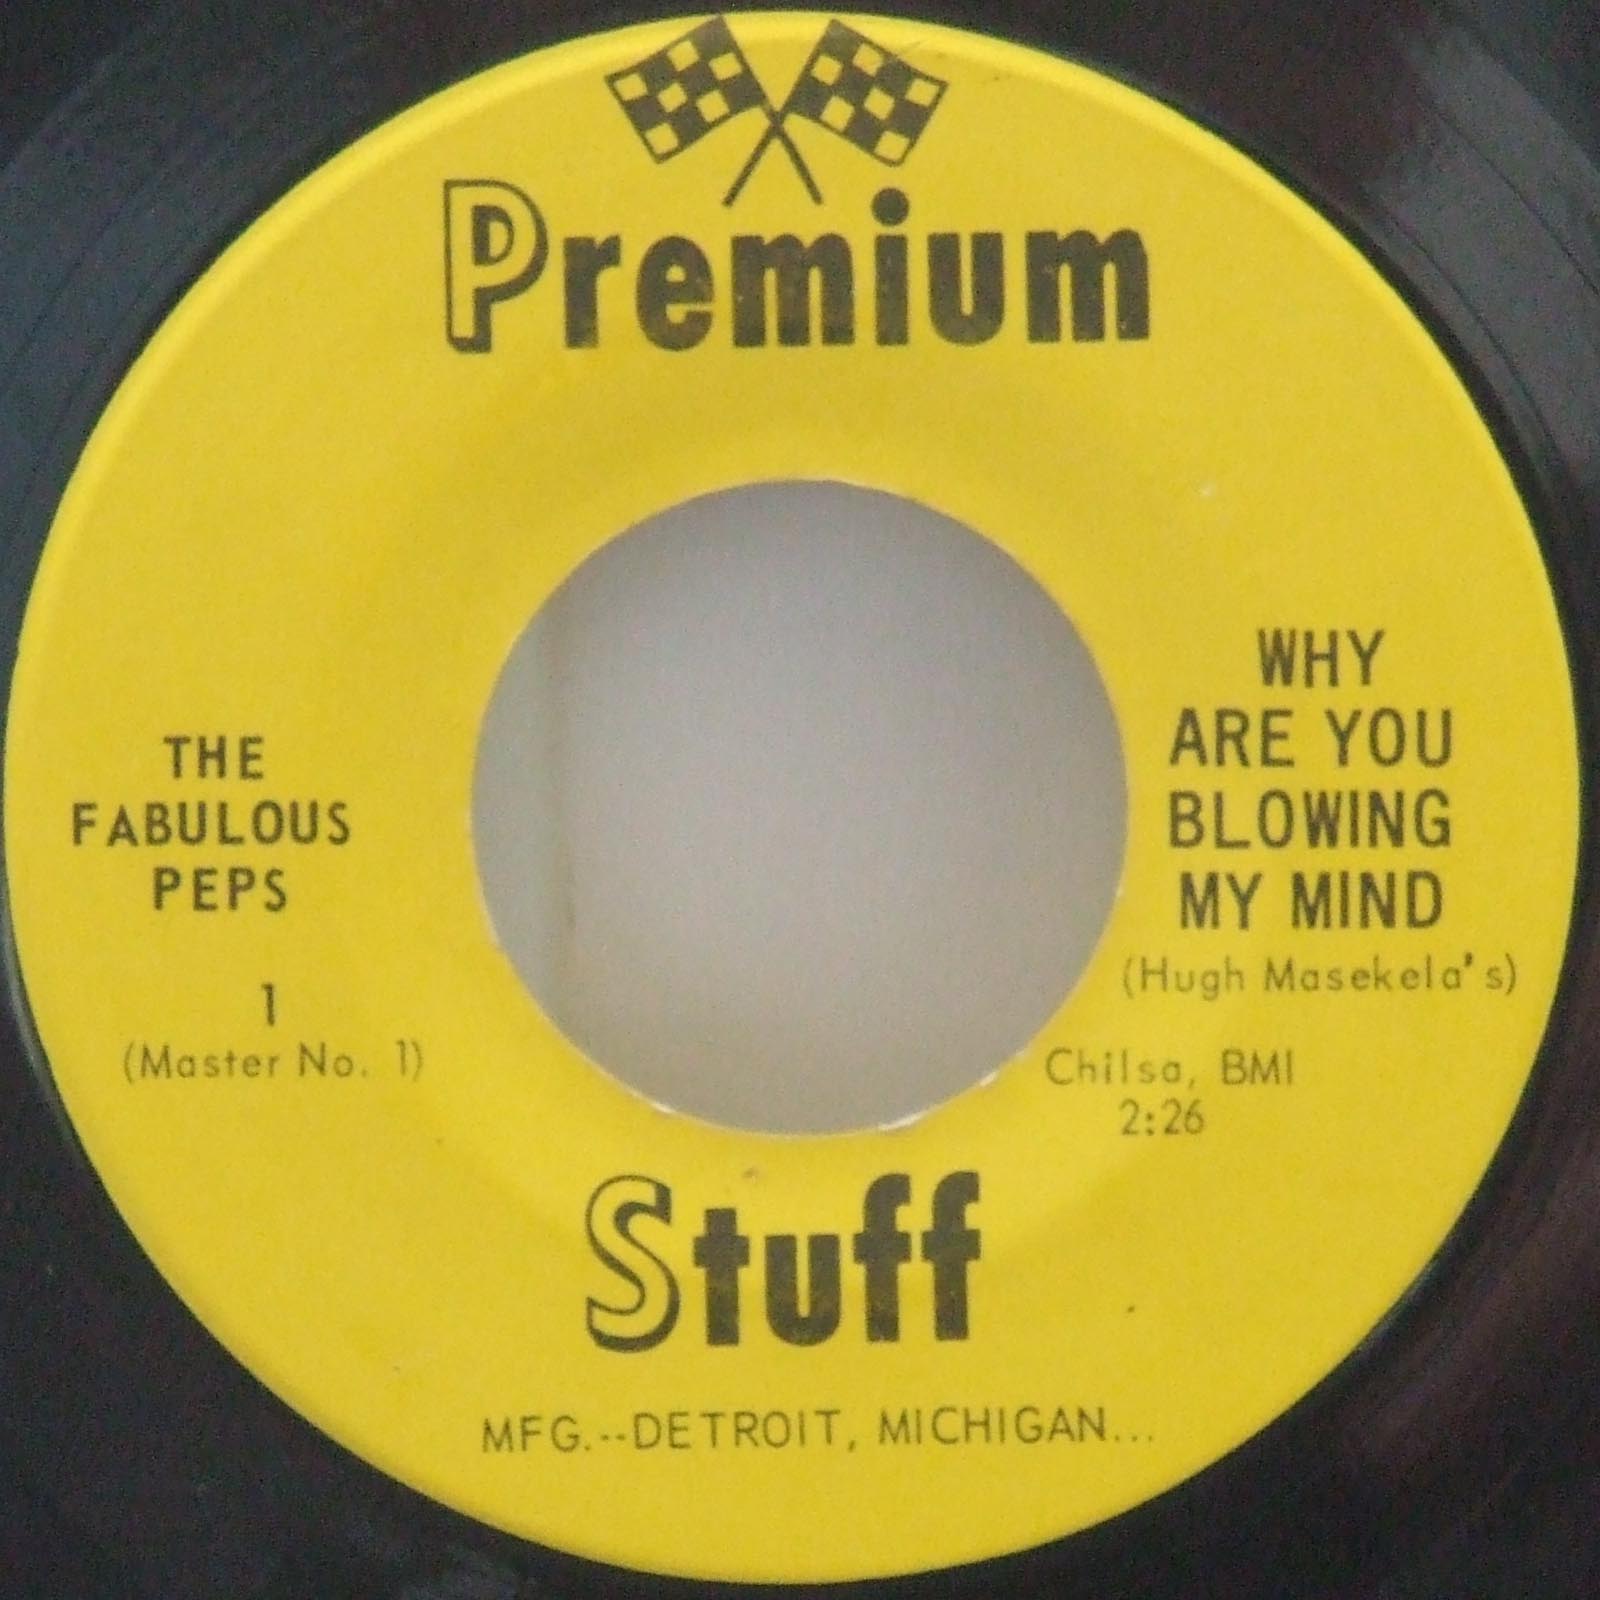 Premium
THE
FABULOUS
PEPS
1
(Master No. 1)
WHY
ARE YOU
BLOWING
MY MIND
(Hugh Masekela's)
Chilsa, BMI
2:26
Stuff
MFG.--DETROIT, MICHIGAN...